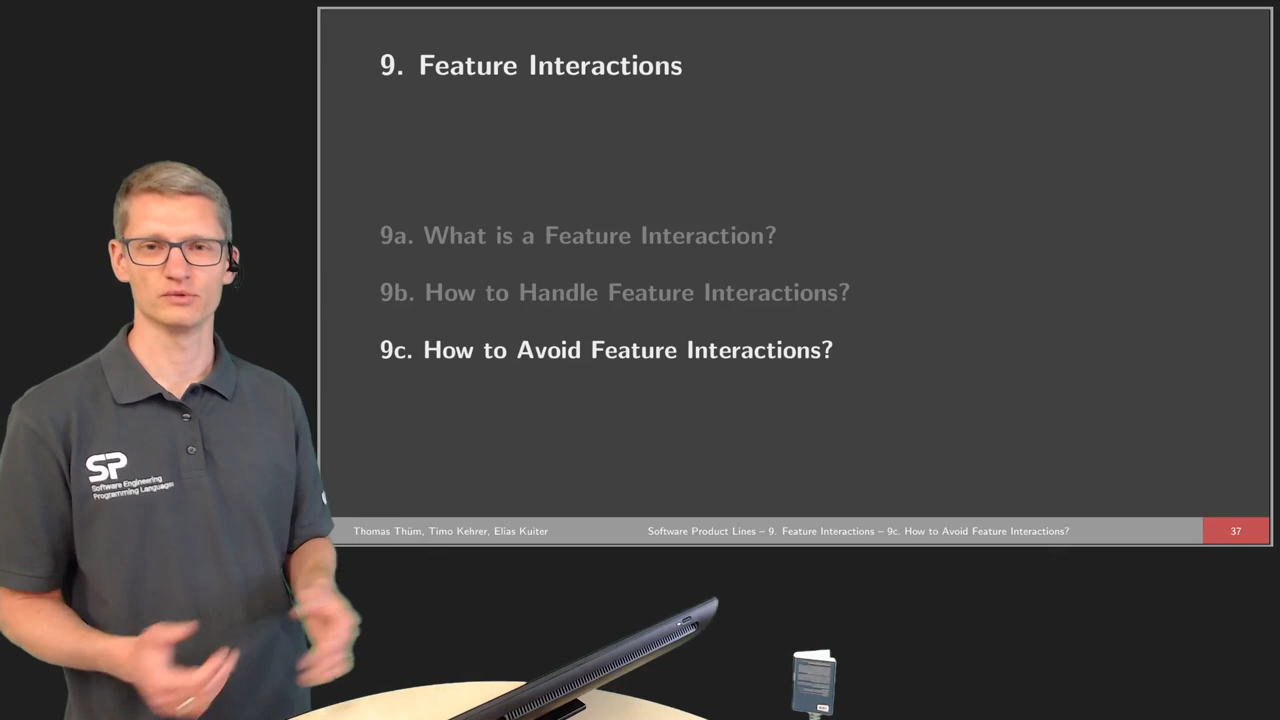 9. Feature Interactions
9a. What is a Feature Interaction?
9b. How to Handle Feature Interactions?
9c. How to Avoid Feature Interactions?
SP
Software Engineering
Programming Languages
Thomas Thüm, Timo Kehrer, Elias Kuiter
Software Product Lines – 9. Feature Interactions – 9c. How to Avoid Feature Interactions?
37